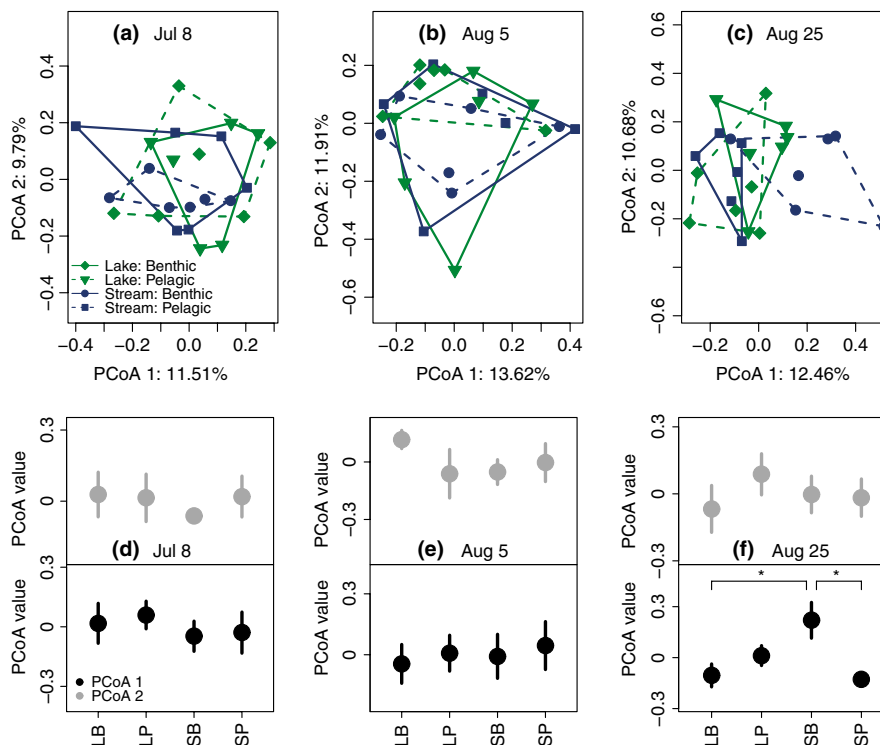 (a) Jul 8
(b) Aug 5
(c) Aug 25
PCoA 2: 9.79%
0.4
0.2
0.0
−0.2
−0.4
Lake: Benthic
Lake: Pelagic
Stream: Benthic
Stream: Pelagic
−0.4 −0.2 0.0 0.2 0.4
PCoA 1: 11.51%
PCoA 2: 11.91%
0.2
0.0
−0.2
−0.4
−0.6
−0.2 0.0 0.2 0.4
PCoA 1: 13.62%
PCoA 2: 10.68%
0.6
0.4
0.2
0.0
−0.2
−0.6
−0.4 −0.2 0.0 0.2 0.4
PCoA 1: 12.46%
PCoA value
0.3
0
PCoA value
0.3
0
−0.3
PCoA value
0.3
0
−0.3
(d) Jul 8
(e) Aug 5
(f) Aug 25
PCoA value
0.3
0
−0.3
PCoA 1
PCoA 2
LB LP SB SP
PCoA value
0.3
0
LB LP SB SP
PCoA value
0.3
0
−0.3
* *
LB LP SB SP